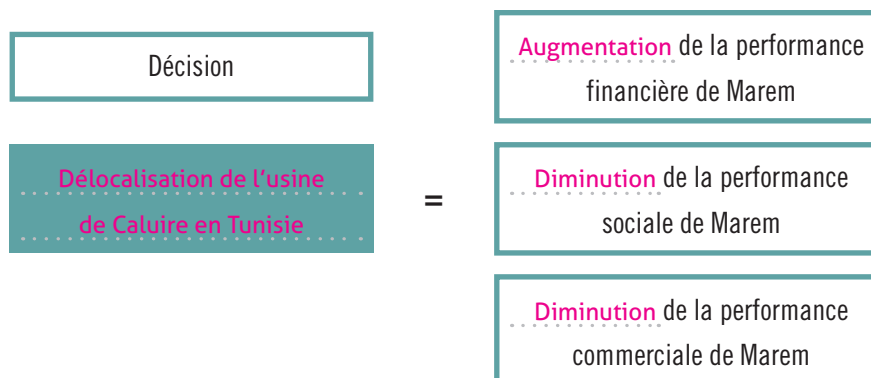 Décision
Délocalisation de l'usine
de Caluire en Tunisie
=
Augmentation de la performance
financière de Marem
Diminution de la performance
sociale de Marem
Diminution de la performance
commerciale de Marem